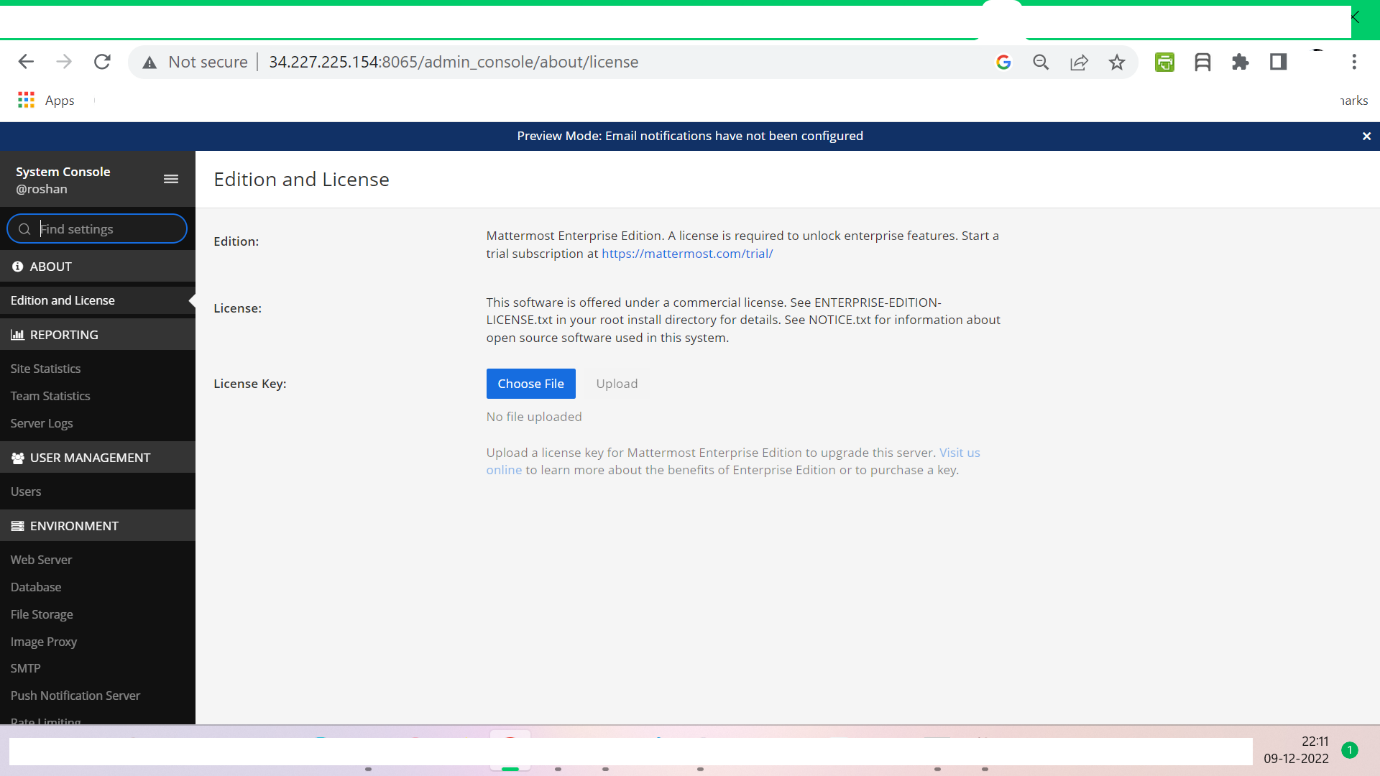 Not secure | 34.227.225.154:8065/admin_console/about/license
Apps
Preview Mode: Email notifications have not been configured
System Console
@roshan
Find settings
ABOUT
Edition and License
REPORTING
Site Statistics
Team Statistics
Server Logs
USER MANAGEMENT
Users
ENVIRONMENT
Web Server
Database
File Storage
Image Proxy
SMTP
Push Notification Server
Rate Limiting
Edition and License
Edition:
Mattermost Enterprise Edition. A license is required to unlock enterprise features. Start a
trial subscription at https://mattermost.com/trial/
License:
This software is offered under a commercial license. See ENTERPRISE-EDITION-
LICENSE.txt in your root install directory for details. See NOTICE.txt for information about
open source software used in this system.
License Key:
Choose File Upload
No file uploaded
Upload a license key for Mattermost Enterprise Edition to upgrade this server. Visit us
online to learn more about the benefits of Enterprise Edition or to purchase a key.
22:11
09-12-2022
1